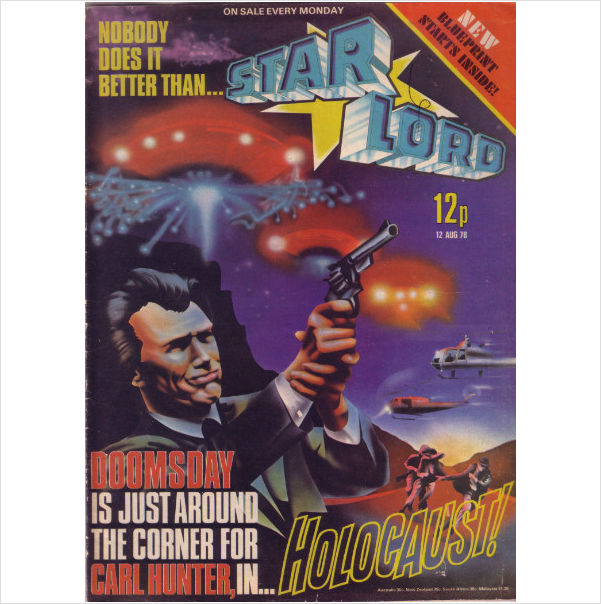 ON SALE EVERY MONDAY
NOBODY
DOES IT
BETTER THAN...
STAR
LORD
NEW
BLUEPRINT
STARTS INSIDE!
12p
12 AUG 78
DOOMSDAY
IS JUST AROUND
THE CORNER FOR
CARL HUNTER, IN...
HOLOCAUST!